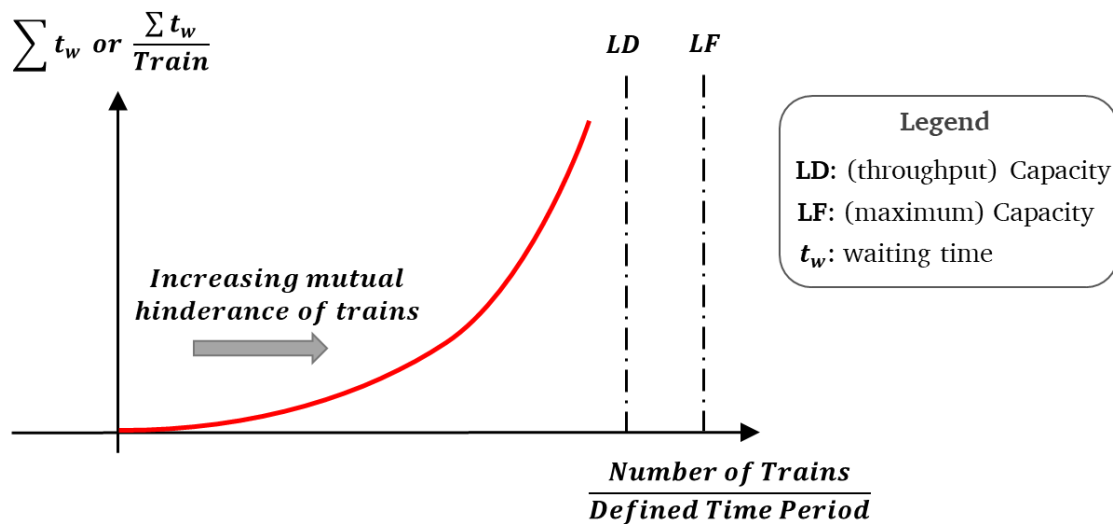 ∑ t_w or ∑ t_w / Train
LD LF
Legend
LD: (throughput) Capacity
LF: (maximum) Capacity
t_w: waiting time
Increasing mutual
hinderance of trains
Number of Trains
Defined Time Period